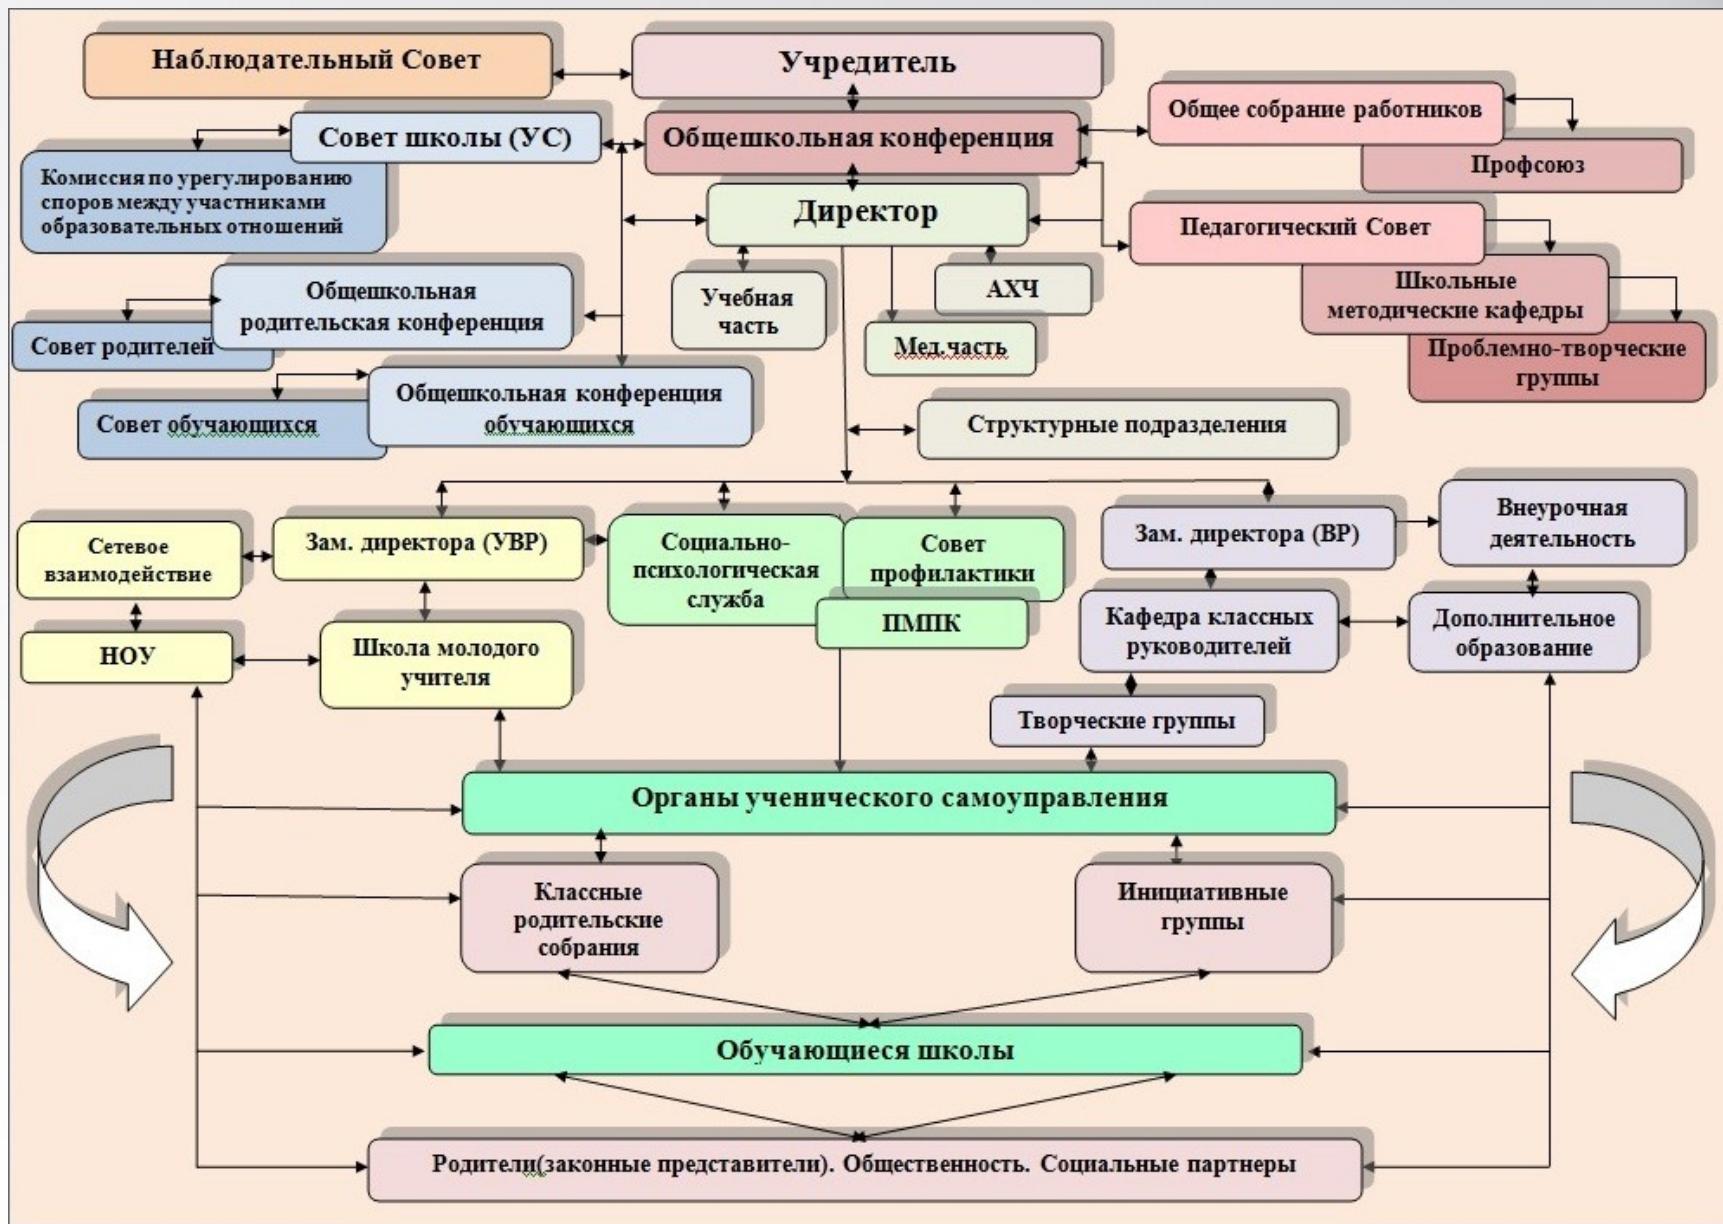 Наблюдательный Совет
Учредитель
Общее собрание работников
Совет школы (УС)
Общешкольная конференция
Профсоюз
Комиссия по урегулированию
споров между участниками
образовательных отношений
Директор
Педагогический Совет
Общешкольная
родительская конференция
Совет родителей
Учебная
часть
АХЧ
Мед.часть
Школьные
методические кафедры
Проблемно-творческие
группы
Общешкольная конференция
обучающихся
Совет обучающихся
Структурные подразделения
Сетевое
взаимодействие
Зам. директора (УВР)
Социально-
психологическая
служба
Совет
профилактики
ПМПК
Зам. директора (ВР)
Внеурочная
деятельность
НОУ
Школа молодого
учителя
Кафедра классных
руководителей
Дополнительное
образование
Творческие группы
Органы ученического самоуправления
Классные
родительские
собрания
Инициативные
группы
Обучающиеся школы
Родители(законные представители). Общественность. Социальные партнеры